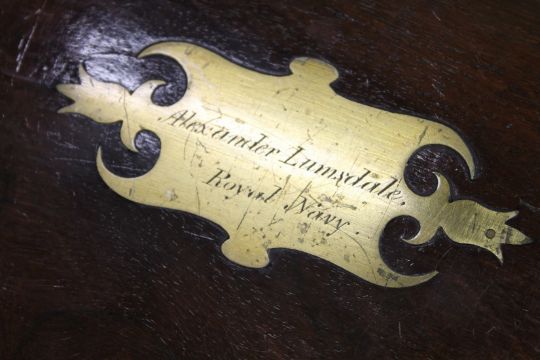 Alexander Lumsdale.
Royal Navy.